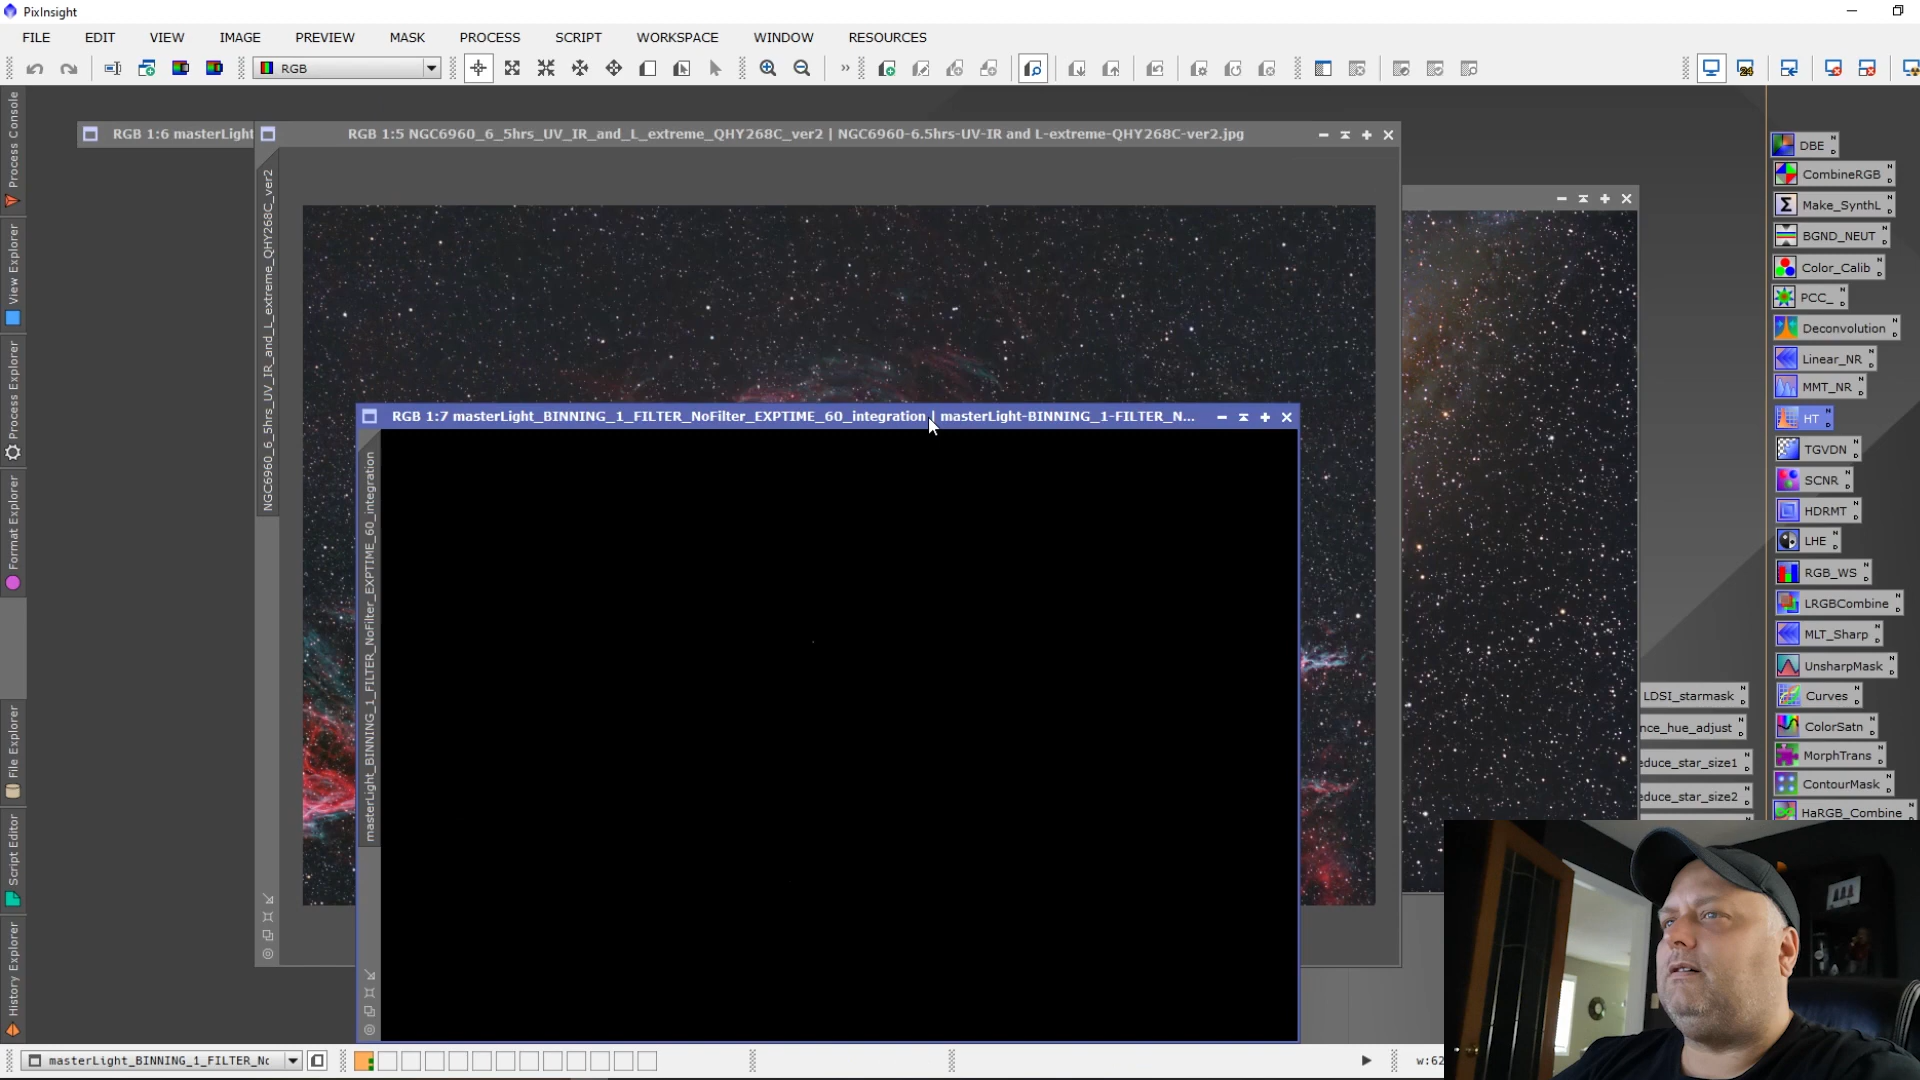 PixInsight
FILE EDIT VIEW IMAGE PREVIEW MASK PROCESS SCRIPT WORKSPACE WINDOW RESOURCES
RGB
24
Process Console
View Explorer
Process Explorer
Format Explorer
File Explorer
Script Editor
History Explorer
RGB 1:6 masterLight
RGB 1:5 NGC6960_6_5hrs_UV_IR_and_L_extreme_QHY268C_ver2 | NGC6960-6.5hrs-UV-IR and L-extreme-QHY268C-ver2.jpg
NGC6960_6_5hrs_UV_IR_and_L_extreme_QHY268C_ver2
RGB 1:7 masterLight_BINNING_1_FILTER_NoFilter_EXPTIME_60_integration | masterLight-BINNING_1-FILTER_N...
masterLight_BINNING_1_FILTER_NoFilter_EXPTIME_60_integration
DBE
CombineRGB
Make_SynthL
BGND_NEUT
Color_Calib
PCC_
Deconvolution
Linear_NR
MMT_NR
HT
TGVDN
SCNR
HDRMT
LHE
RGB_WS
LRGBCombine
MLT_Sharp
UnsharpMask
Curves
ColorSatn
MorphTrans
ContourMask
HaRGB_Combine
LDSI_starmask
nce_hue_adjust
educe_star_size1
educe_star_size2
masterLight_BINNING_1_FILTER_Nc
w:62